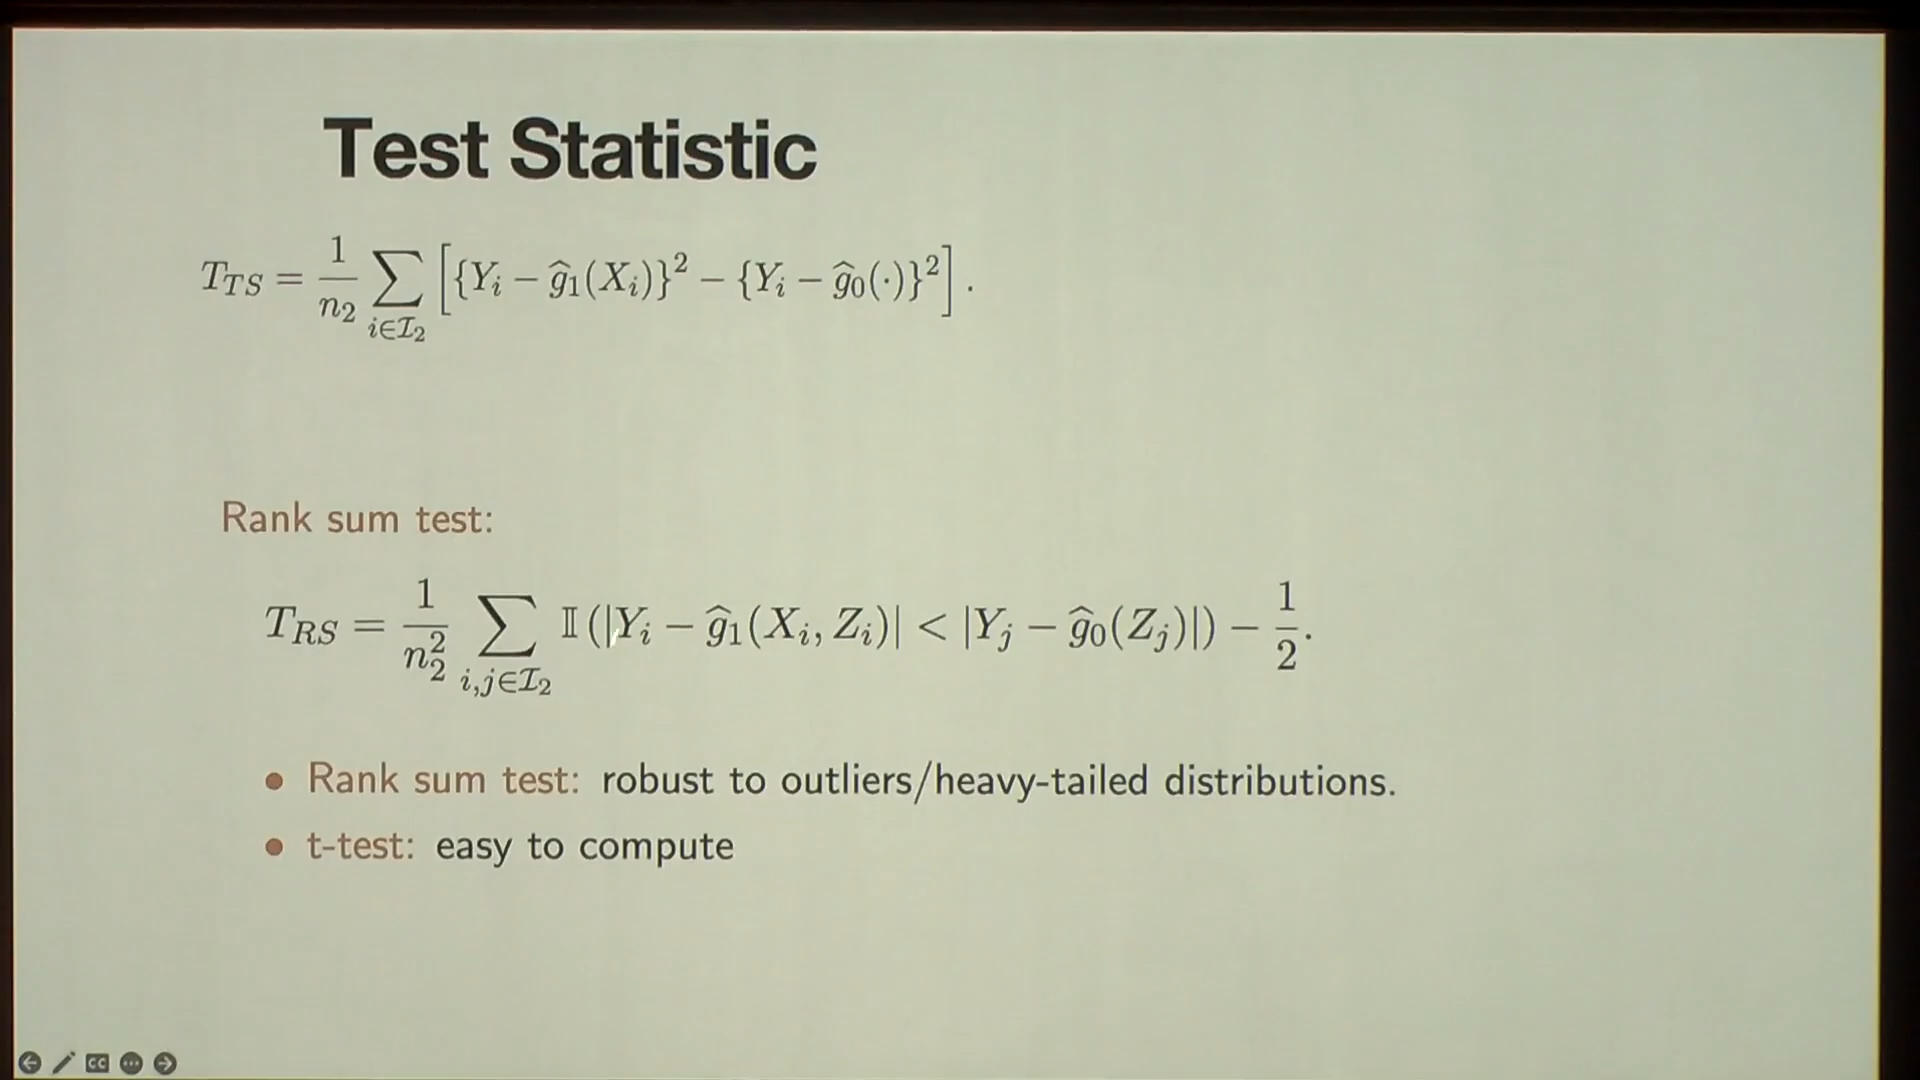 Test Statistic
$T_{TS} = \frac{1}{n_2} \sum_{i \in \mathcal{I}_2} \left[ \{Y_i - \widehat{g}_1(X_i)\}^2 - \{Y_i - \widehat{g}_0(\cdot)\}^2 \right].$
Rank sum test:
$T_{RS} = \frac{1}{n_2^2} \sum_{i,j \in \mathcal{I}_2} \mathbb{I}\left(|Y_i - \widehat{g}_1(X_i, Z_i)| < |Y_j - \widehat{g}_0(Z_j)|\right) - \frac{1}{2}.$
• Rank sum test: robust to outliers/heavy-tailed distributions.
• t-test: easy to compute
CC